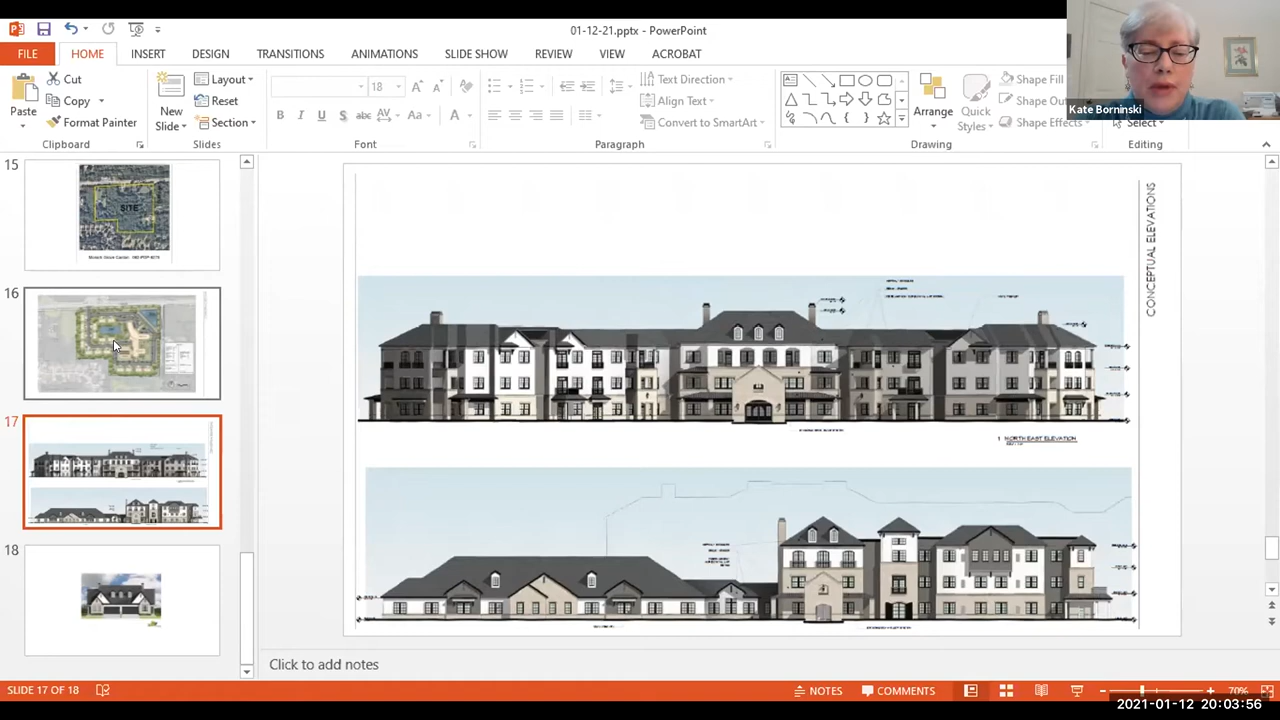 01-12-21.pptx - PowerPoint
FILE HOME INSERT DESIGN TRANSITIONS ANIMATIONS SLIDE SHOW REVIEW VIEW ACROBAT
Cut
Copy
Format Painter
Paste
Clipboard
New
Slide
Layout
Reset
Section
Slides
18
Font
Text Direction
Align Text
Convert to SmartArt
Paragraph
Arrange
Quick
Styles
Shape Fill
Shape Ou
Shape Effects
Drawing
Select
Editing
Kate Borninski
15
SITE
16
17
18
CONCEPTUAL ELEVATIONS
1 NORTH EAST ELEVATION
Click to add notes
SLIDE 17 OF 18
NOTES
COMMENTS
70%
2021-01-12 20:03:56